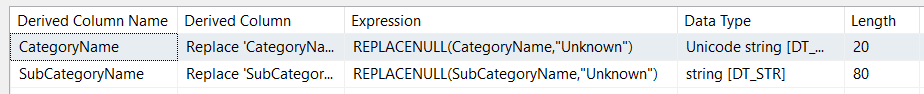 Derived Column Name Derived Column Expression Data Type Length
CategoryName Replace 'CategoryNa... REPLACENULL(CategoryName,"Unknown") Unicode string [DT_... 20
SubCategoryName Replace 'SubCategor... REPLACENULL(SubCategoryName,"Unknown") string [DT_STR] 80